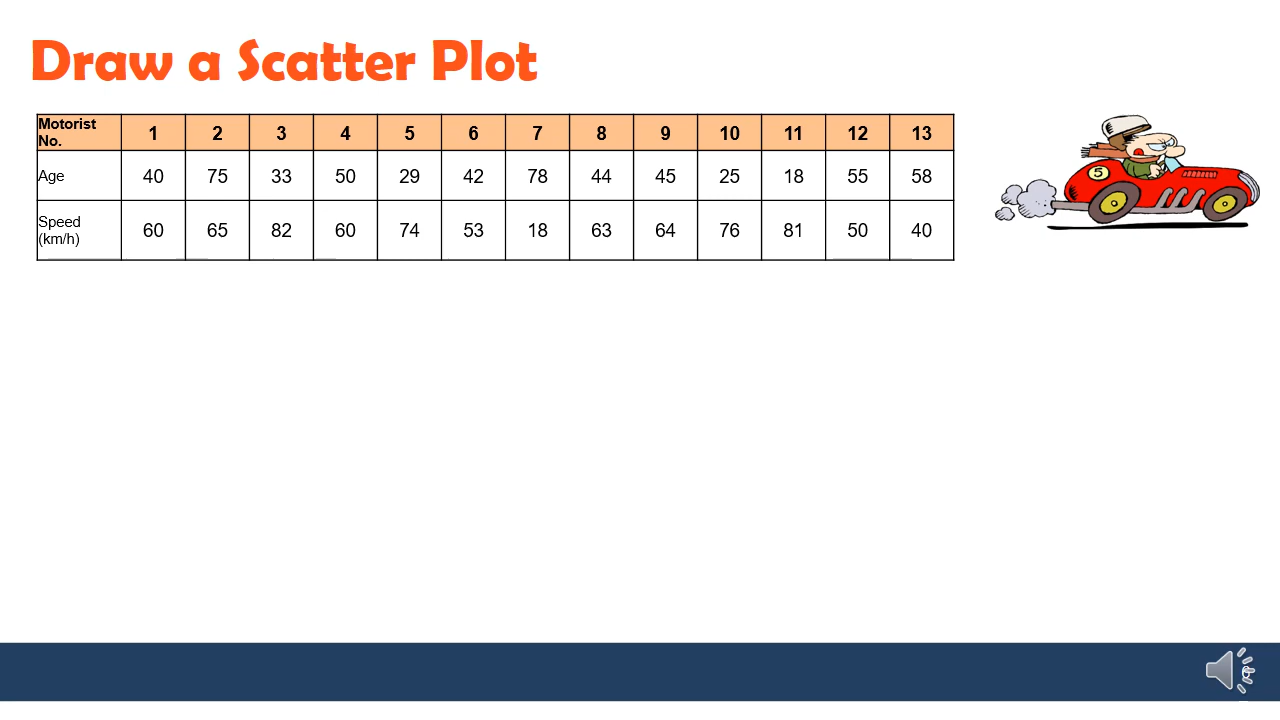 Draw a Scatter Plot
Motorist No. 1 2 3 4 5 6 7 8 9 10 11 12 13
Age 40 75 33 50 29 42 78 44 45 25 18 55 58
Speed (km/h) 60 65 82 60 74 53 18 63 64 76 81 50 40
5